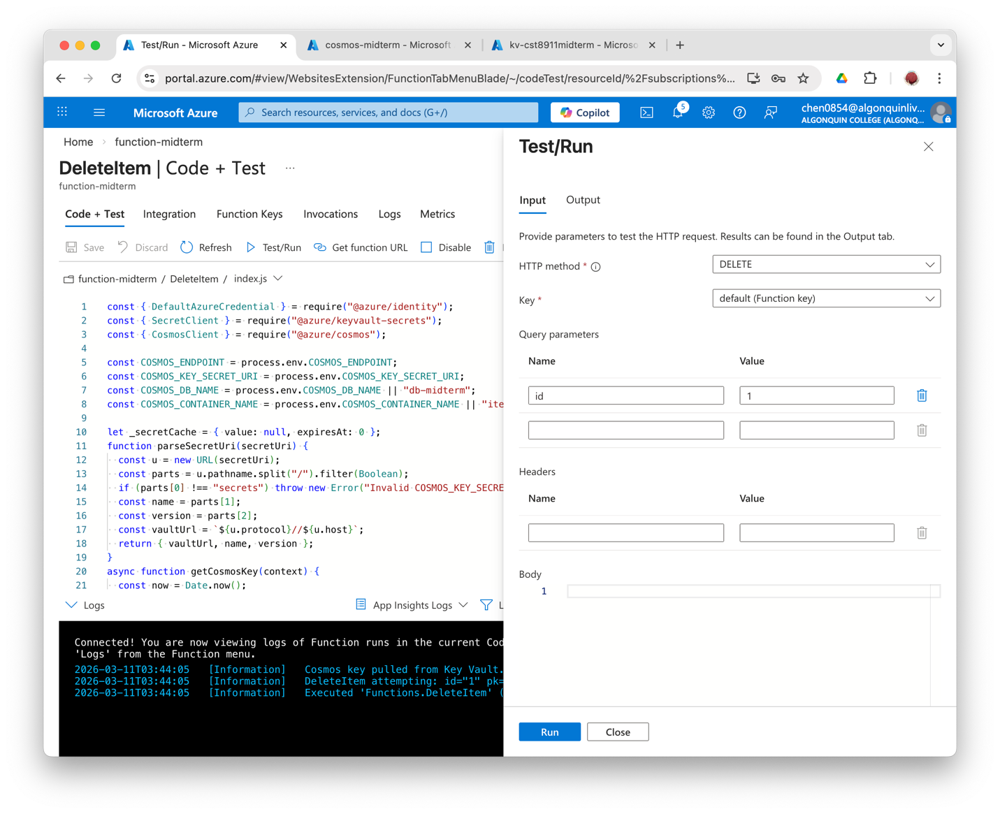 Test/Run - Microsoft Azure
cosmos-midterm - Microsoft
kv-cst8911midterm - Microso
portal.azure.com/#view/WebsitesExtension/FunctionTabMenuBlade/~/codeTest/resourceId/%2Fsubscriptions%...
Microsoft Azure
Search resources, services, and docs (G+/)
Copilot
5
chen0854@algonquinliv...
ALGONQUIN COLLEGE (ALGONQ...
Home > function-midterm
DeleteItem | Code + Test ...
function-midterm
Code + Test Integration Function Keys Invocations Logs Metrics
Save Discard Refresh Test/Run Get function URL Disable
function-midterm / DeleteItem / index.js
1 const { DefaultAzureCredential } = require("@azure/identity");
2 const { SecretClient } = require("@azure/keyvault-secrets");
3 const { CosmosClient } = require("@azure/cosmos");
4
5 const COSMOS_ENDPOINT = process.env.COSMOS_ENDPOINT;
6 const COSMOS_KEY_SECRET_URI = process.env.COSMOS_KEY_SECRET_URI;
7 const COSMOS_DB_NAME = process.env.COSMOS_DB_NAME || "db-midterm";
8 const COSMOS_CONTAINER_NAME = process.env.COSMOS_CONTAINER_NAME || "ite
9
10 let _secretCache = { value: null, expiresAt: 0 };
11 function parseSecretUri(secretUri) {
12 const u = new URL(secretUri);
13 const parts = u.pathname.split("/").filter(Boolean);
14 if (parts[0] !== "secrets") throw new Error("Invalid COSMOS_KEY_SECRE
15 const name = parts[1];
16 const version = parts[2];
17 const vaultUrl = `${u.protocol}//${u.host}`;
18 return { vaultUrl, name, version };
19 }
20 async function getCosmosKey(context) {
21 const now = Date.now();
Logs App Insights Logs L
Connected! You are now viewing logs of Function runs in the current Cod
'Logs' from the Function menu.
2026-03-11T03:44:05 [Information] Cosmos key pulled from Key Vault.
2026-03-11T03:44:05 [Information] DeleteItem attempting: id="1" pk=
2026-03-11T03:44:05 [Information] Executed 'Functions.DeleteItem' (
Test/Run
Input Output
Provide parameters to test the HTTP request. Results can be found in the Output tab.
HTTP method * DELETE
Key * default (Function key)
Query parameters
Name Value
id 1
Headers
Name Value
Body
1
Run Close